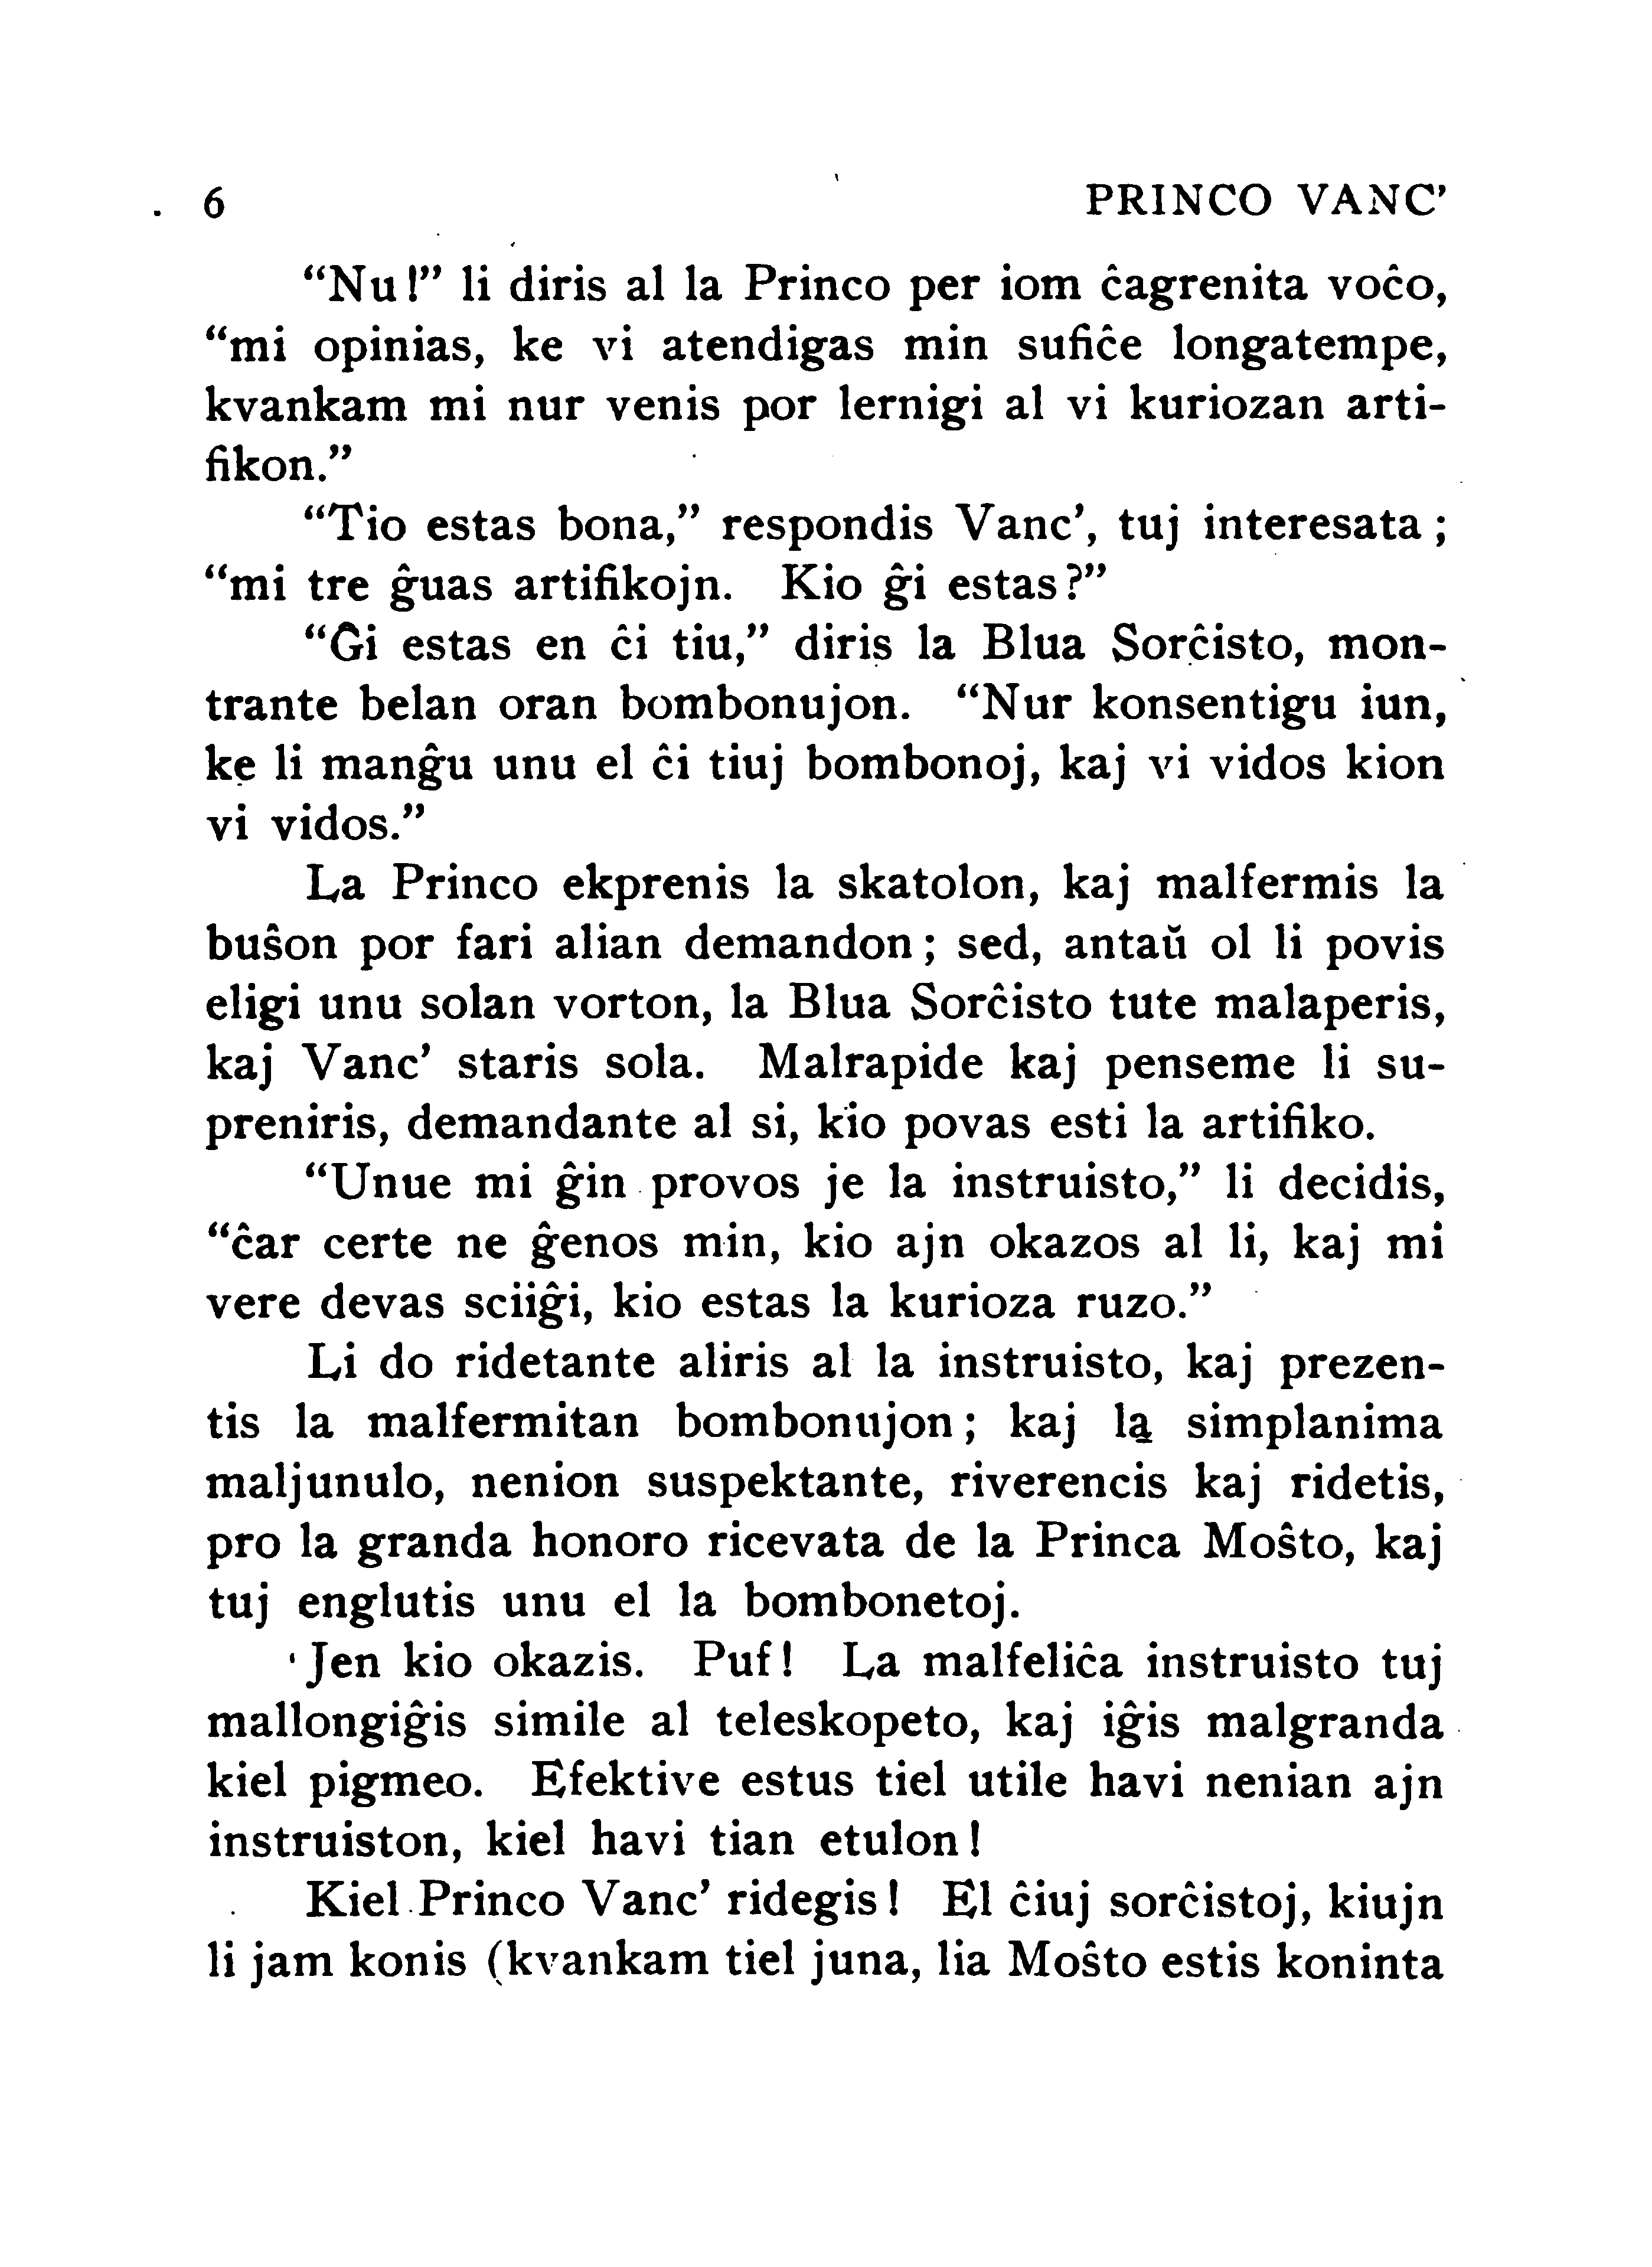 6 PRINCO VANC’
“Nu!” li diris al la Princo per iom ĉagrenita voĉo,
“mi opinias, ke vi atendigas min sufiĉe longatempe,
kvankam mi nur venis por lernigi al vi kuriozan arti-
fikon.”
“Tio estas bona,” respondis Vanc’, tuj interesata;
“mi tre ĝuas artifikojn. Kio ĝi estas?”
“Ĝi estas en ĉi tiu,” diris la Blua Sorĉisto, mon-
trante belan oran bombonujon. “Nur konsentigu iun,
ke li manĝu unu el ĉi tiuj bombonoj, kaj vi vidos kion
vi vidos.”
La Princo ekprenis la skatolon, kaj malfermis la
buŝon por fari alian demandon; sed, antaŭ ol li povis
eligi unu solan vorton, la Blua Sorĉisto tute malaperis,
kaj Vanc’ staris sola. Malrapide kaj penseme li su-
preniris, demandante al si, kio povas esti la artifiko.
“Unue mi ĝin provos je la instruisto,” li decidis,
“ĉar certe ne ĝenos min, kio ajn okazos al li, kaj mi
vere devas sciiĝi, kio estas la kurioza ruzo.”
Li do ridetante aliris al la instruisto, kaj prezen-
tis la malfermitan bombonujon; kaj la simplanima
maljunulo, nenion suspektante, riverencis kaj ridetis,
pro la granda honoro ricevata de la Princa Moŝto, kaj
tuj englutis unu el la bombonetoj.
Jen kio okazis. Puf! La malfeliĉa instruisto tuj
mallongiĝis simile al teleskopeto, kaj iĝis malgranda
kiel pigmeo. Efektive estus tiel utile havi nenian ajn
instruiston, kiel havi tian etulon!
Kiel Princo Vanc’ ridegis! El ĉiuj sorĉistoj, kiujn
li jam konis (kvankam tiel juna, lia Moŝto estis koninta